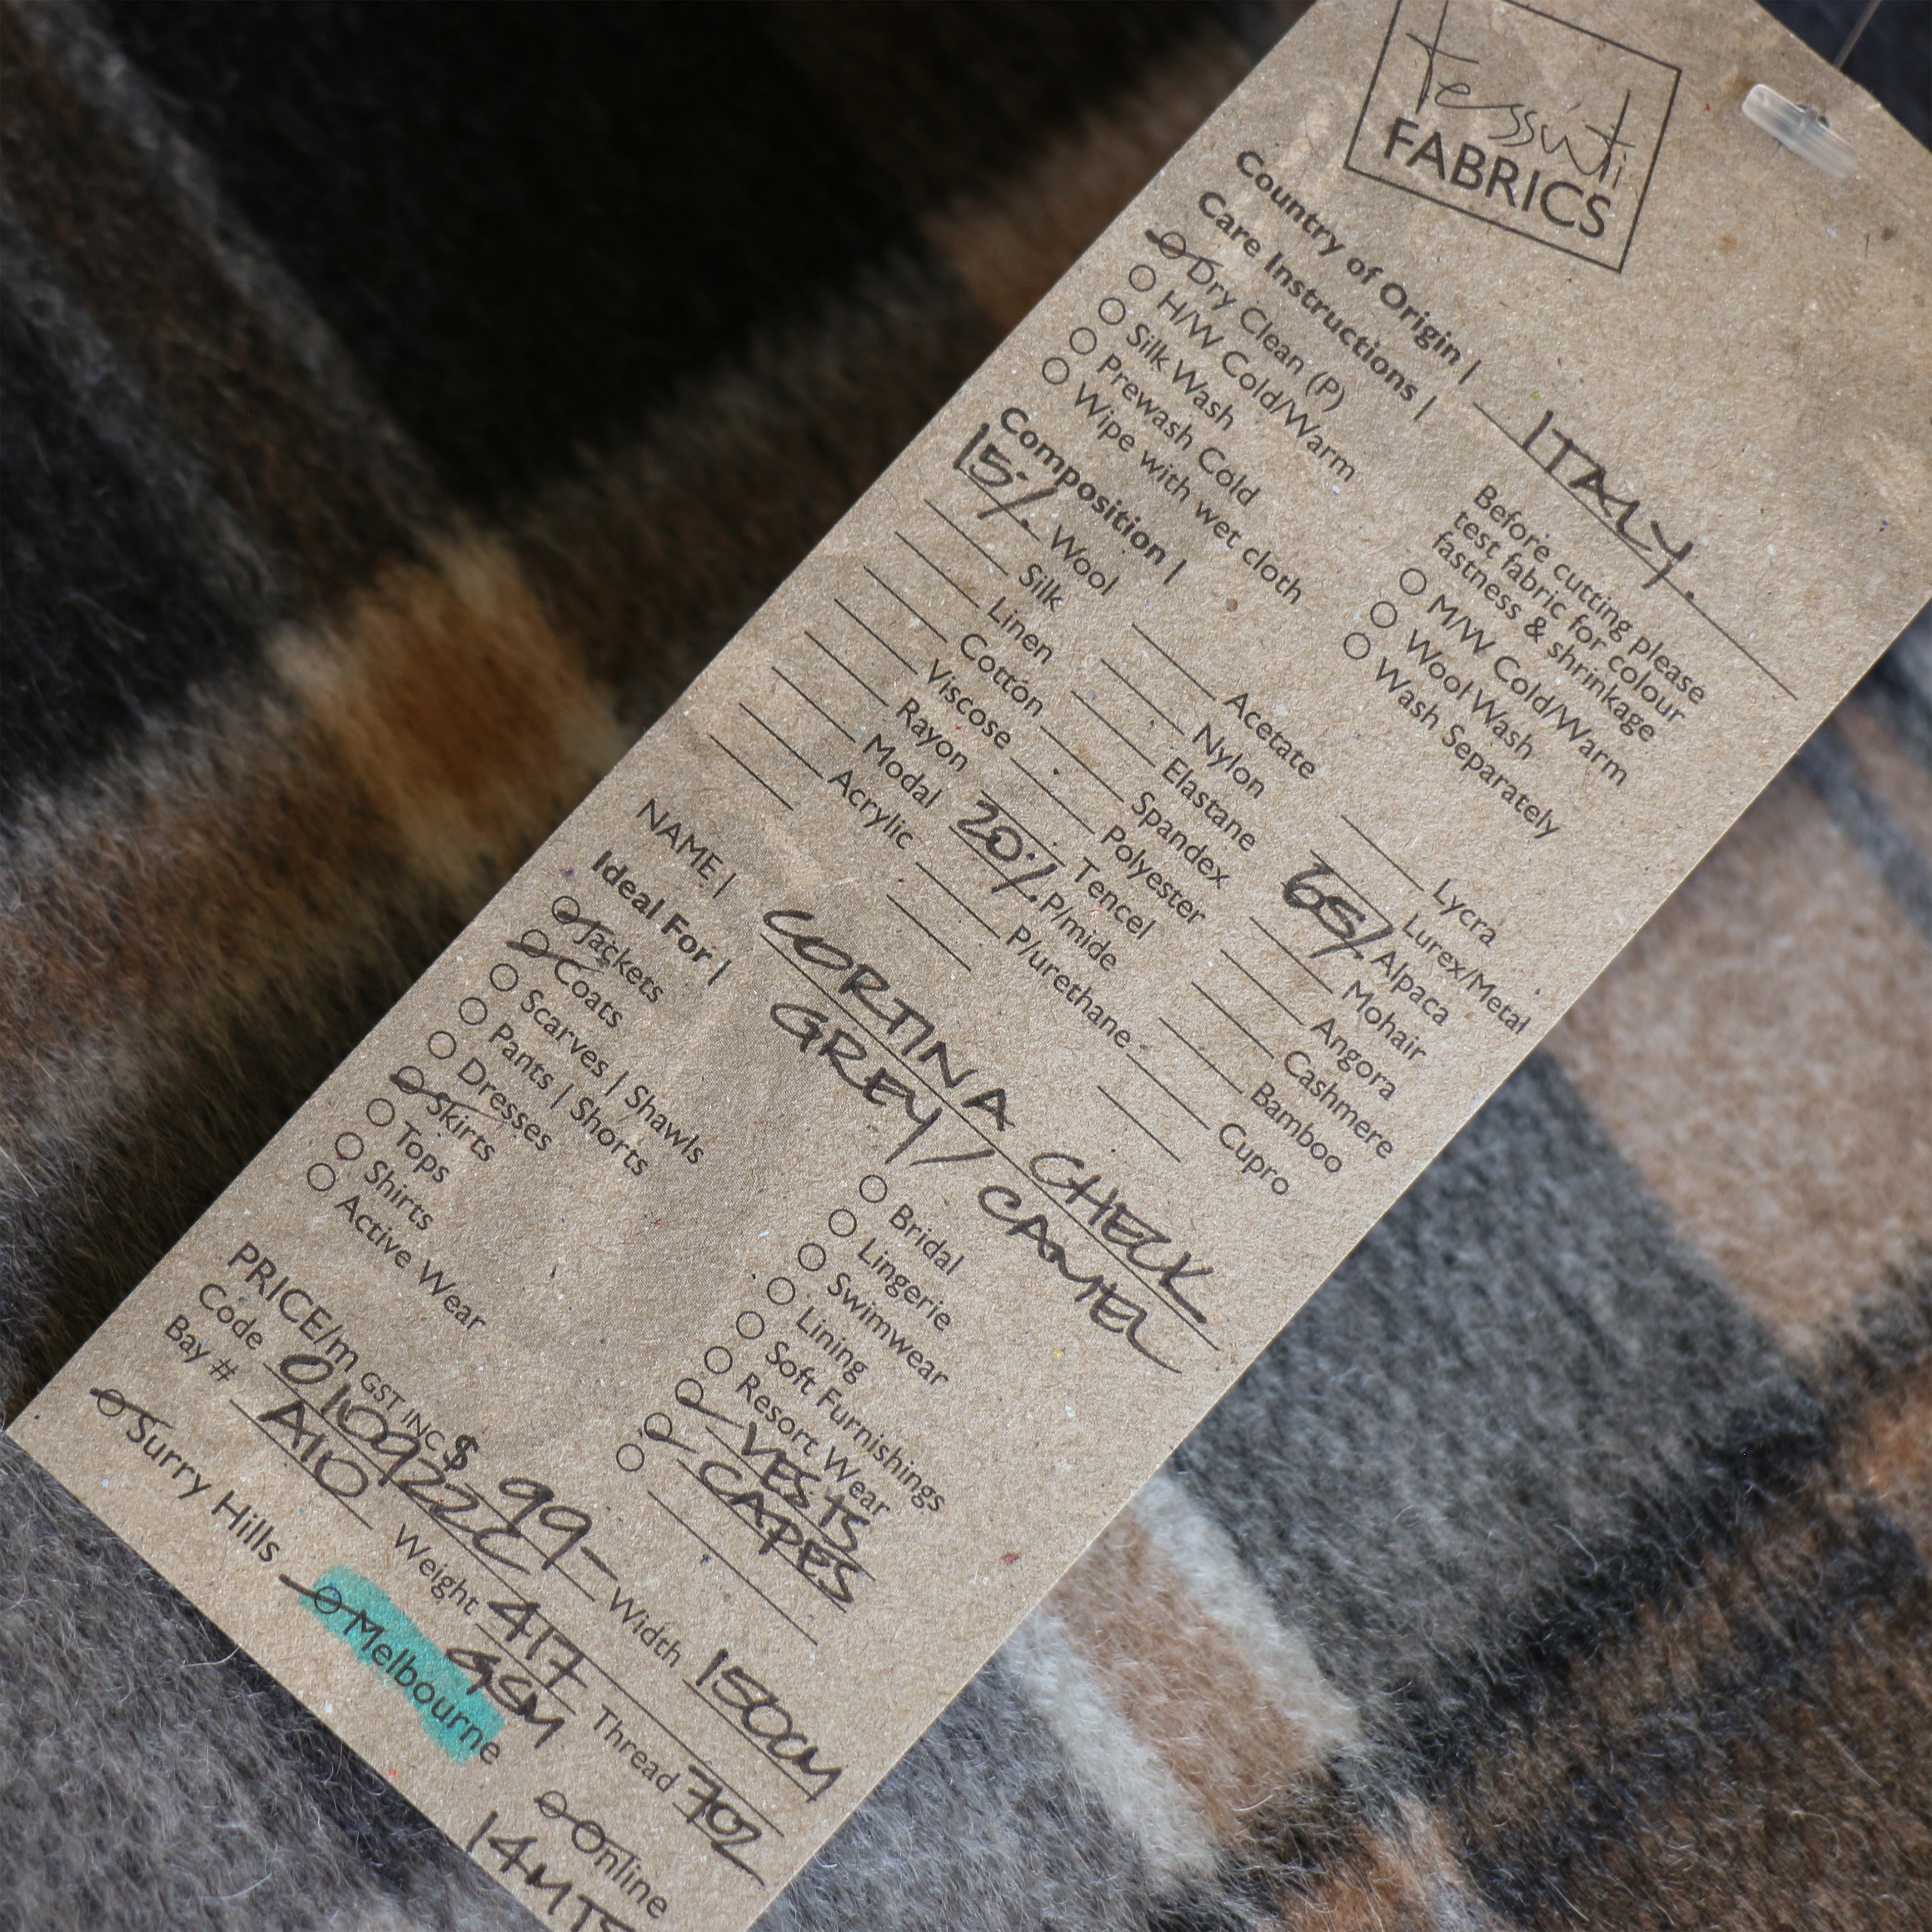 tessuti
FABRICS
Country of Origin | ITALY.
Care Instructions |
Before cutting please
test fabric for colour
fastness & shrinkage
Dry Clean (P)
H/W Cold/Warm
Silk Wash
Prewash Cold
Wipe with wet cloth
M/W Cold/Warm
Wool Wash
Wash Separately
Composition |
15% Wool
Silk
Linen
Cotton
Viscose
Rayon
Modal
Acrylic
Acetate
Nylon
Elastane
Spandex
Polyester
Tencel
20% P/mide
P/urethane
Lycra
Lurex/Metal
65% Alpaca
Mohair
Angora
Cashmere
Bamboo
Cupro
NAME | CORTINA CHECK
GREY / CAMEL
Ideal For |
Jackets
Coats
Scarves | Shawls
Pants | Shorts
Dresses
Skirts
Tops
Shirts
Active Wear
Bridal
Lingerie
Swimwear
Lining
Soft Furnishings
Resort Wear
VESTS
CAPES
PRICE/m GST INC $ 99- Width 150CM
Code 010922C Weight 417 GSM Thread 702
Bay # A110
Surry Hills Melbourne Online
14MTS